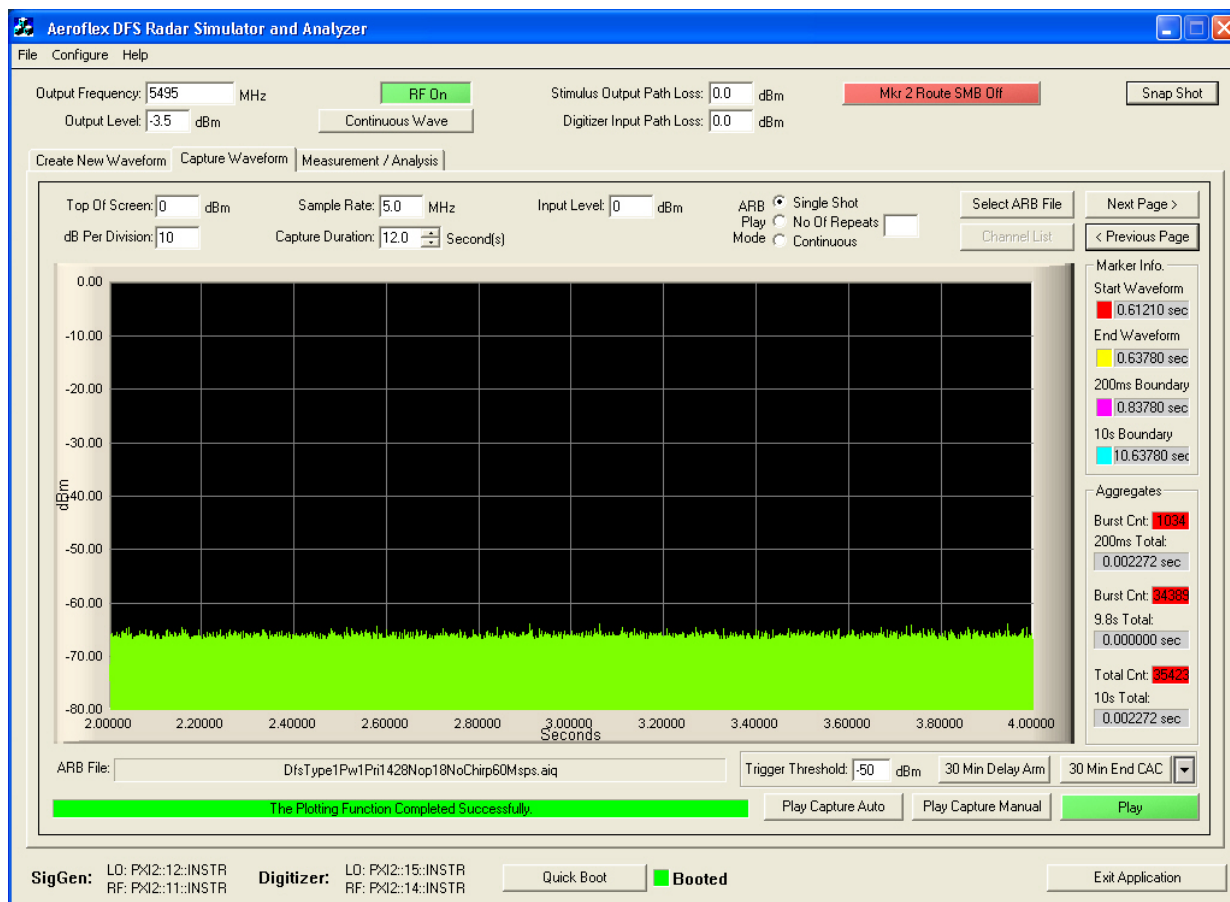 Aeroflex DFS Radar Simulator and Analyzer
File Configure Help
Output Frequency: 5495 MHz RF On Stimulus Output Path Loss: 0.0 dBm Mkr 2 Route SMB Off Snap Shot
Output Level: -3.5 dBm Continuous Wave Digitizer Input Path Loss: 0.0 dBm
Create New Waveform Capture Waveform Measurement / Analysis
Top Of Screen: 0 dBm Sample Rate: 5.0 MHz Input Level: 0 dBm ARB Play Mode Single Shot Select ARB File Next Page >
No Of Repeats
dB Per Division: 10 Capture Duration: 12.0 Second(s) Continuous Channel List < Previous Page
0.00
-10.00
-20.00
-30.00
-40.00
-50.00
-60.00
-70.00
-80.00
dBm
2.00000 2.20000 2.40000 2.60000 2.80000 3.00000 3.20000 3.40000 3.60000 3.80000 4.00000
Seconds
Marker Info.
Start Waveform
0.61210 sec
End Waveform
0.63780 sec
200ms Boundary
0.83780 sec
10s Boundary
10.63780 sec
Aggregates
Burst Cnt: 1034
200ms Total:
0.002272 sec
Burst Cnt: 34389
9.8s Total:
0.000000 sec
Total Cnt: 35423
10s Total:
0.002272 sec
ARB File: DfsType1Pw1Pri1428Nop18NoChirp60Msps.aiq Trigger Threshold: -50 dBm 30 Min Delay Arm 30 Min End CAC
The Plotting Function Completed Successfully. Play Capture Auto Play Capture Manual Play
SigGen: LO: PXI2::12::INSTR Digitizer: LO: PXI2::15::INSTR Quick Boot Booted Exit Application
RF: PXI2::11::INSTR RF: PXI2::14::INSTR